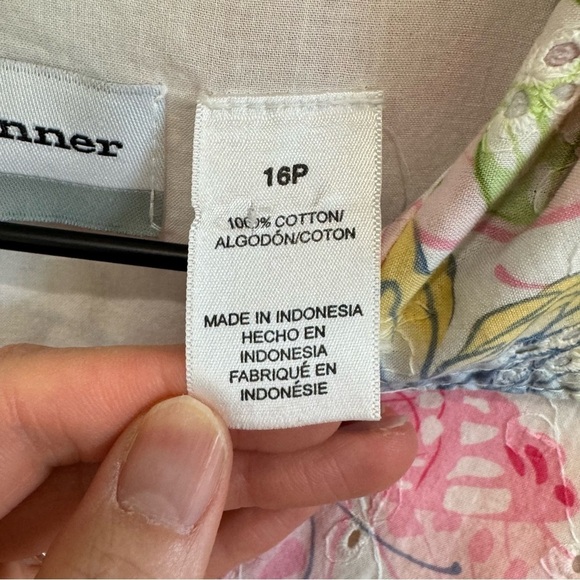 nner
16P
100% COTTON/
ALGODÓN/COTON
MADE IN INDONESIA
HECHO EN
INDONESIA
FABRIQUÉ EN
INDONÉSIE